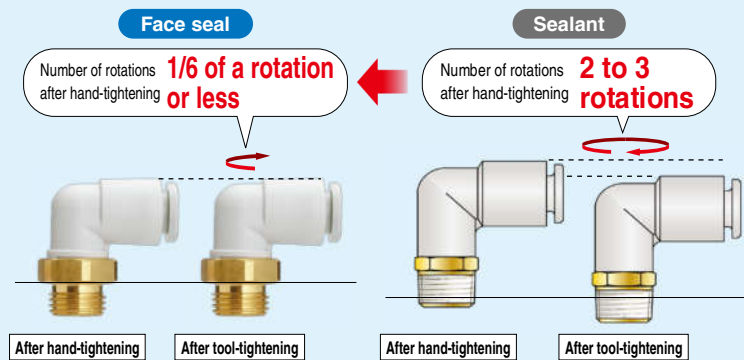 Face seal
Number of rotations
after hand-tightening
1/6 of a rotation
or less
Sealant
Number of rotations
after hand-tightening
2 to 3
rotations
After hand-tightening
After tool-tightening
After hand-tightening
After tool-tightening